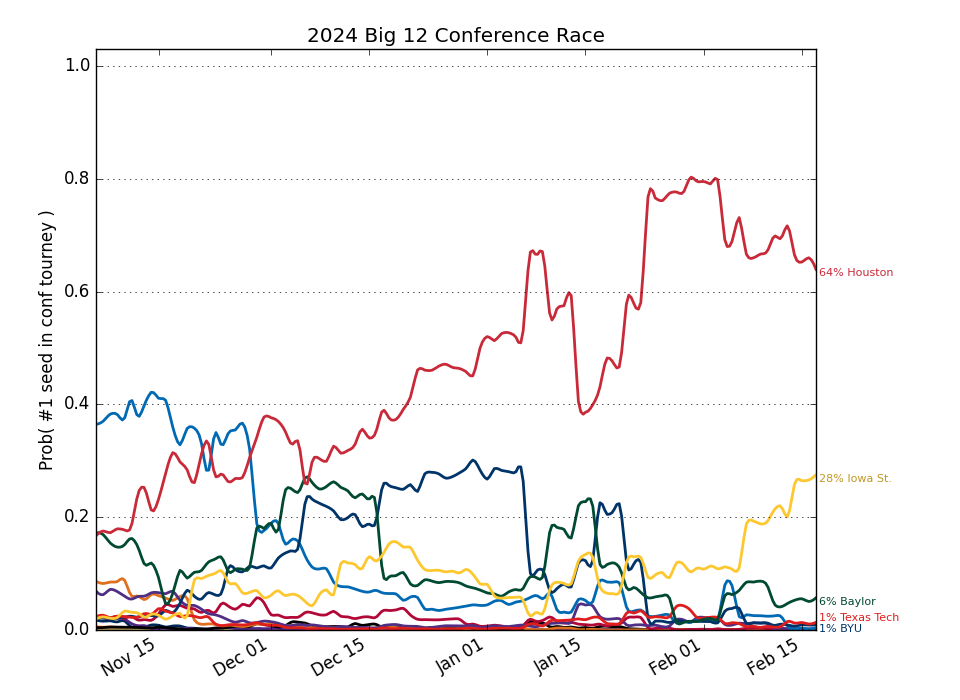 2024 Big 12 Conference Race
Prob( #1 seed in conf tourney )
1.0
0.8
0.6
0.4
0.2
0.0
64% Houston
28% Iowa St.
6% Baylor
1% Texas Tech
1% BYU
Nov 15
Dec 01
Dec 15
Jan 01
Jan 15
Feb 01
Feb 15